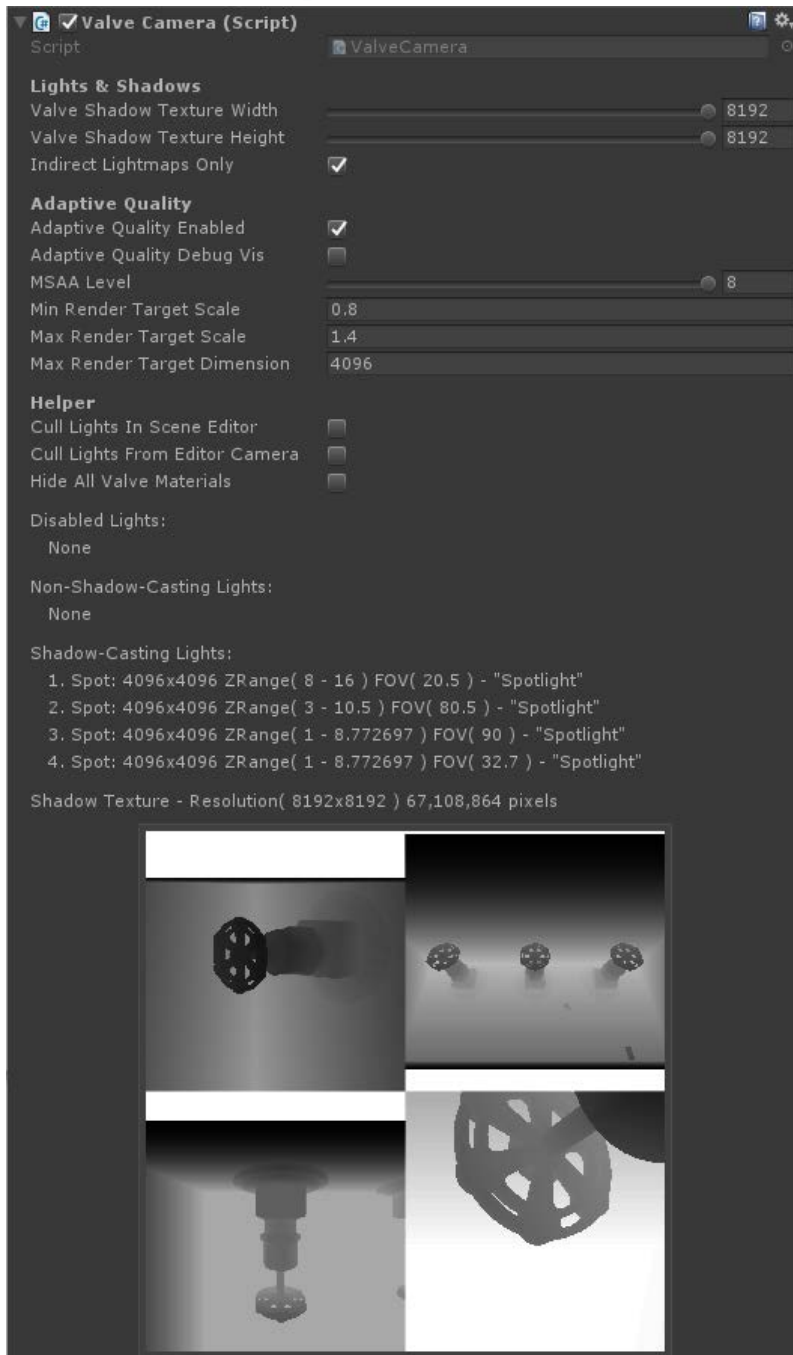 Valve Camera (Script)
Script ValveCamera
Lights & Shadows
Valve Shadow Texture Width 8192
Valve Shadow Texture Height 8192
Indirect Lightmaps Only
Adaptive Quality
Adaptive Quality Enabled
Adaptive Quality Debug Vis
MSAA Level 8
Min Render Target Scale 0.8
Max Render Target Scale 1.4
Max Render Target Dimension 4096
Helper
Cull Lights In Scene Editor
Cull Lights From Editor Camera
Hide All Valve Materials
Disabled Lights:
None
Non-Shadow-Casting Lights:
None
Shadow-Casting Lights:
1. Spot: 4096x4096 ZRange( 8 - 16 ) FOV( 20.5 ) - "Spotlight"
2. Spot: 4096x4096 ZRange( 3 - 10.5 ) FOV( 80.5 ) - "Spotlight"
3. Spot: 4096x4096 ZRange( 1 - 8.772697 ) FOV( 90 ) - "Spotlight"
4. Spot: 4096x4096 ZRange( 1 - 8.772697 ) FOV( 32.7 ) - "Spotlight"
Shadow Texture - Resolution( 8192x8192 ) 67,108,864 pixels